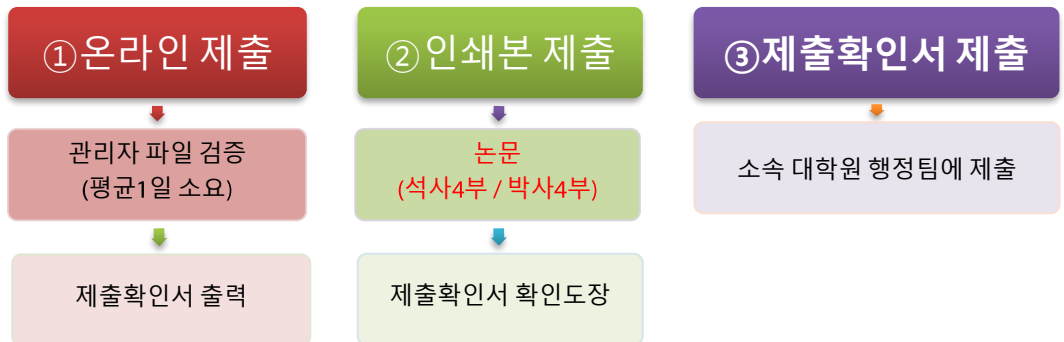 ①온라인 제출
관리자 파일 검증
(평균1일 소요)
제출확인서 출력
②인쇄본 제출
논문
(석사4부 / 박사4부)
제출확인서 확인도장
③제출확인서 제출
소속 대학원 행정팀에 제출